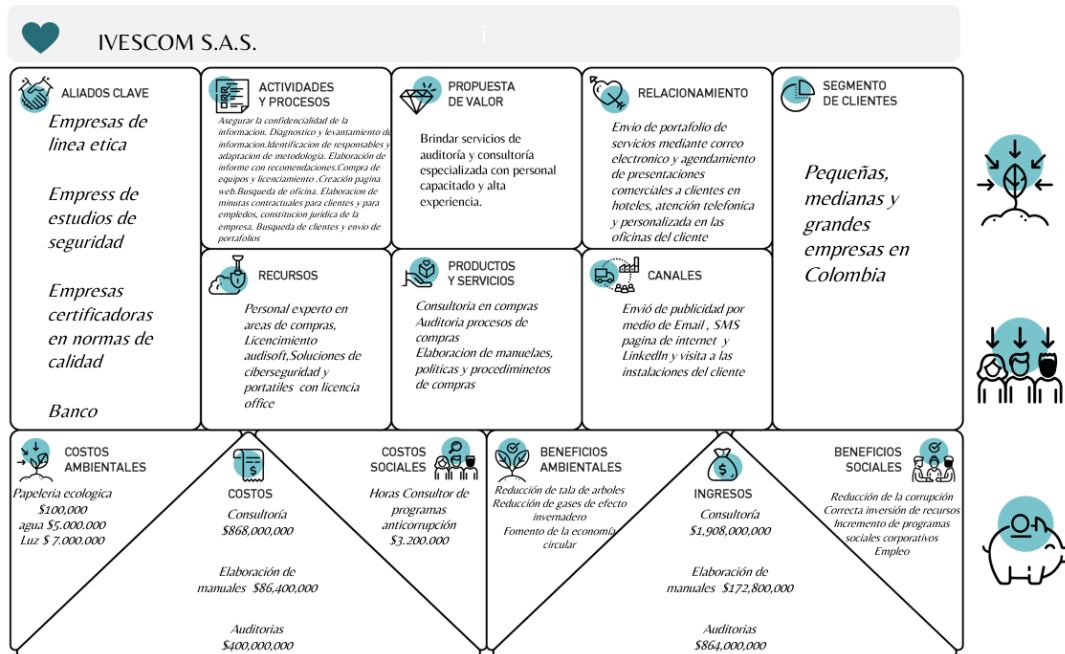 IVESCOM S.A.S.
ALIADOS CLAVE
Empresas de
linea etica
Empress de
estudios de
seguridad
Empresas
certificadoras
en normas de
calidad
Banco
ACTIVIDADES
Y PROCESOS
Asegurar la confidencialidad de la
informacion. Diagnostico y levantamiento de
informacion.Identificacion de responsables y
adaptacion de metodologia. Elaboración de
informe con recomendaciones.Compra de
equipos y licenciamiento .Creación pagina
web.Busqueda de oficina. Elaboracion de
minutas contractuales para clientes y para
empledos, constitucion juridica de la
empresa. Busqueda de clientes y envio de
portafolios
PROPUESTA
DE VALOR
Brindar servicios de
auditoría y consultoría
especializada con personal
capacitado y alta
experiencia.
RELACIONAMIENTO
Envio de portafolio de
servicios mediante correo
electronico y agendamiento
de presentaciones
comerciales a clientes en
hoteles, atención telefonica
y personalizada en las
oficinas del cliente
SEGMENTO
DE CLIENTES
Pequeñas,
medianas y
grandes
empresas en
Colombia
RECURSOS
Personal experto en
areas de compras,
Licencimiento
audisoft,Soluciones de
ciberseguridad y
portatiles con licencia
office
PRODUCTOS
Y SERVICIOS
Consultoria en compras
Auditoria procesos de
compras
Elaboracion de manuelaes,
politicas y procediminetos
de compras
CANALES
Envió de publicidad por
medio de Email , SMS
pagina de internet y
LinkedIn y visita a las
instalaciones del cliente
COSTOS
AMBIENTALES
Papeleria ecologica
$100,000
agua $5.000.000
Luz $ 7.000.000
COSTOS
Consultoría
$868,000,000
Elaboración de
manuales $86,400,000
Auditorias
$400,000,000
COSTOS
SOCIALES
Horas Consultor de
programas
anticorrupción
$3.200.000
BENEFICIOS
AMBIENTALES
Reducción de tala de arboles
Reducción de gases de efecto
invernadero
Fomento de la economía
circular
INGRESOS
Consultoría
$1,908,000,000
Elaboración de
manuales $172,800,000
Auditorias
$864,000,000
BENEFICIOS
SOCIALES
Reducción de la corrupción
Correcta inversión de recursos
Incremento de programas
sociales corporativos
Empleo